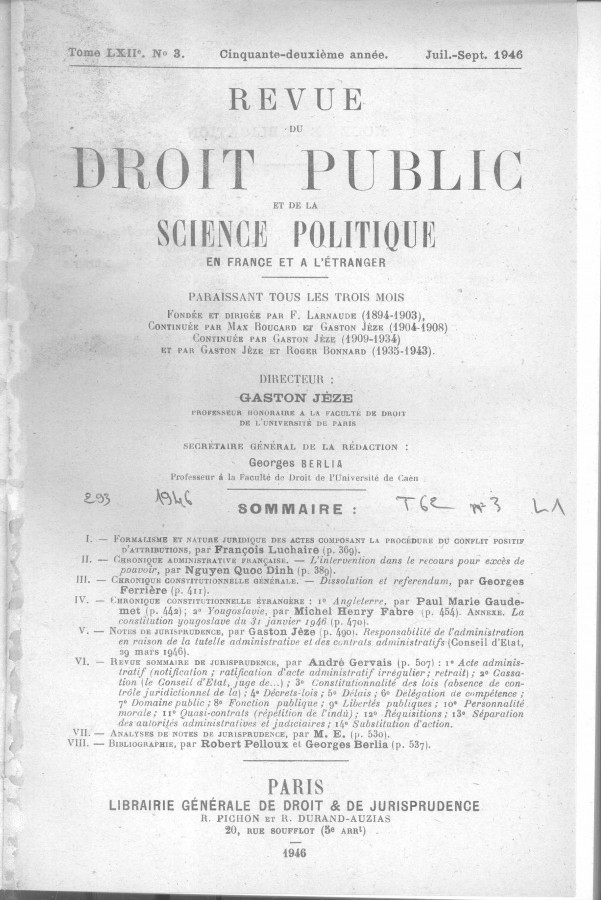 Tome LXIIe. No 3. Cinquante-deuxième année. Juil.-Sept. 1946
REVUE
DU
DROIT PUBLIC
ET DE LA
SCIENCE POLITIQUE
EN FRANCE ET A L'ÉTRANGER
PARAISSANT TOUS LES TROIS MOIS
FONDÉE ET DIRIGÉE PAR F. LARNAUDE (1894-1903),
CONTINUÉE PAR MAX BOUCARD ET GASTON JÈZE (1904-1908)
CONTINUÉE PAR GASTON JÈZE (1909-1934)
ET PAR GASTON JÈZE ET ROGER BONNARD (1935-1943).
DIRECTEUR :
GASTON JÈZE
PROFESSEUR HONORAIRE A LA FACULTÉ DE DROIT
DE L'UNIVERSITÉ DE PARIS
SECRÉTAIRE GÉNÉRAL DE LA RÉDACTION :
Georges BERLIA
Professeur à la Faculté de Droit de l'Université de Caen
293 1946 T62 n°3 L1
SOMMAIRE :
I. — FORMALISME ET NATURE JURIDIQUE DES ACTES COMPOSANT LA PROCÉDURE DU CONFLIT POSITIF
D'ATTRIBUTIONS, par François Luchaire (p. 369).
II. — CHRONIQUE ADMINISTRATIVE FRANÇAISE. — L'intervention dans le recours pour excès de
pouvoir, par Nguyen Quoc Dinh (p. 389).
III. — CHRONIQUE CONSTITUTIONNELLE GÉNÉRALE. — Dissolution et referendum, par Georges
Ferrière (p. 411).
IV. — CHRONIQUE CONSTITUTIONNELLE ÉTRANGÈRE : 1o Angleterre, par Paul Marie Gaude-
met (p. 442); 2o Yougoslavie, par Michel Henry Fabre (p. 454). ANNEXE. La
constitution yougoslave du 31 janvier 1946 (p. 470).
V. — NOTES DE JURISPRUDENCE, par Gaston Jèze (p. 490). Responsabilité de l'administration
en raison de la tutelle administrative et des contrats administratifs (Conseil d'Etat,
29 mars 1946).
VI. — REVUE SOMMAIRE DE JURISPRUDENCE, par André Gervais (p. 507) : 1o Acte adminis-
tratif (notification ; ratification d'acte administratif irrégulier ; retrait) ; 2o Cassa-
tion (le Conseil d'Etat, juge de...) ; 3o Constitutionnalité des lois (absence de con-
trôle juridictionnel de la) ; 4o Décrets-lois ; 5o Délais ; 6o Délégation de compétence ;
7o Domaine public ; 8o Fonction publique ; 9o Libertés publiques ; 10o Personnalité
morale ; 11o Quasi-contrats (répétition de l'indû) ; 12o Réquisitions ; 13o Séparation
des autorités administratives et judiciaires ; 14o Substitution d'action.
VII. — ANALYSES DE NOTES DE JURISPRUDENCE, par M. E. (p. 530).
VIII. — BIBLIOGRAPHIE, par Robert Pelloux et Georges Berlia (p. 537).
PARIS
LIBRAIRIE GÉNÉRALE DE DROIT & DE JURISPRUDENCE
R. PICHON ET R. DURAND-AUZIAS
20, RUE SOUFFLOT (5e ARRt)
1946